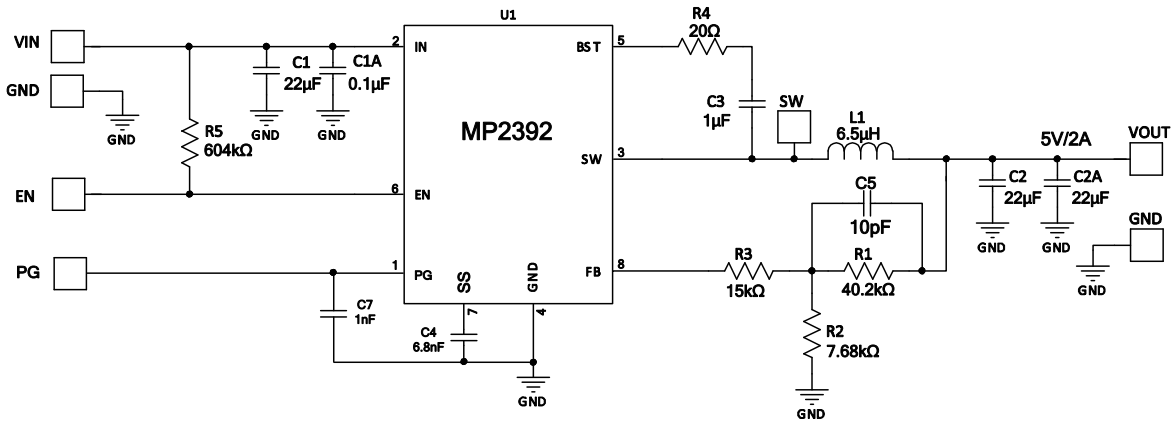 U1
MP2392
VIN
GND
GND
R5
604kΩ
C1
22µF
GND
C1A
0.1µF
GND
EN
PG
C7
1nF
C4
6.8nF
GND
2
IN
6
EN
1
PG
SS
7
GND
4
BST
5
SW
3
FB
8
R4
20Ω
C3
1µF
SW
L1
6.5µH
5V/2A
VOUT
C5
10pF
R3
15kΩ
R1
40.2kΩ
R2
7.68kΩ
GND
C2
22µF
GND
C2A
22µF
GND
GND
GND